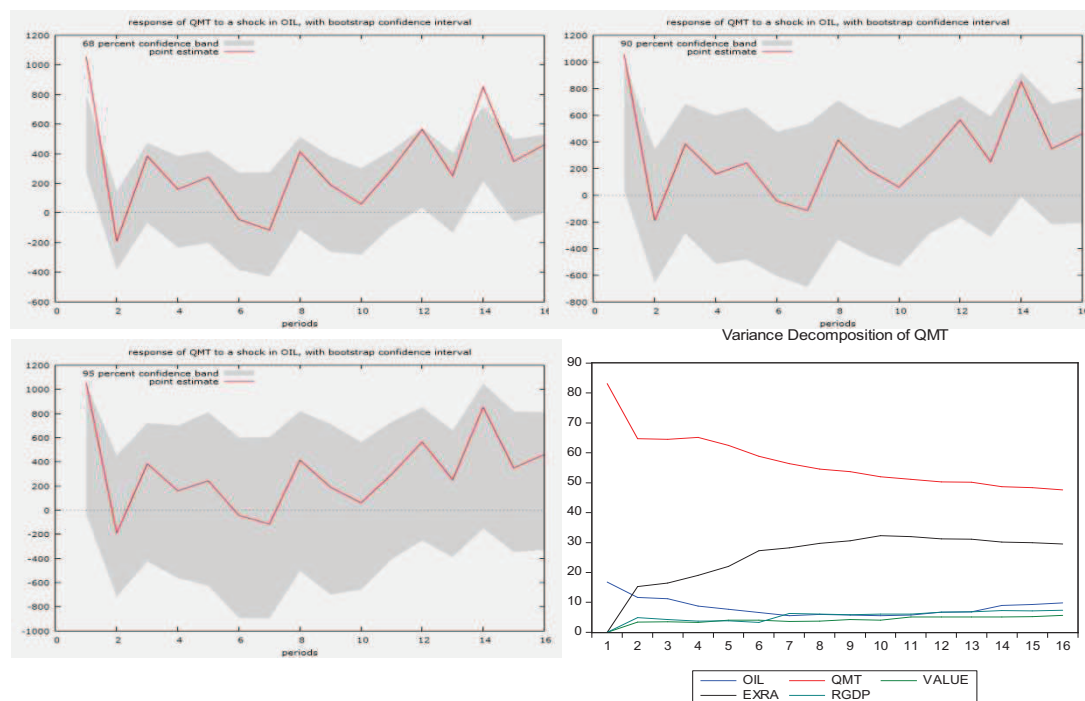 response of QMT to a shock in OIL, with bootstrap confidence interval
1200
1000
800
600
400
200
0
-200
-400
-600
68 percent confidence band
point estimate
0 2 4 6 8 10 12 14 16
periods
response of QMT to a shock in OIL, with bootstrap confidence interval
1200
1000
800
600
400
200
0
-200
-400
-600
-800
90 percent confidence band
point estimate
0 2 4 6 8 10 12 14 16
periods
response of QMT to a shock in OIL, with bootstrap confidence interval
1200
1000
800
600
400
200
0
-200
-400
-600
-800
-1000
95 percent confidence band
point estimate
0 2 4 6 8 10 12 14 16
periods
Variance Decomposition of QMT
90
80
70
60
50
40
30
20
10
0
1 2 3 4 5 6 7 8 9 10 11 12 13 14 15 16
OIL QMT VALUE
EXRA RGDP